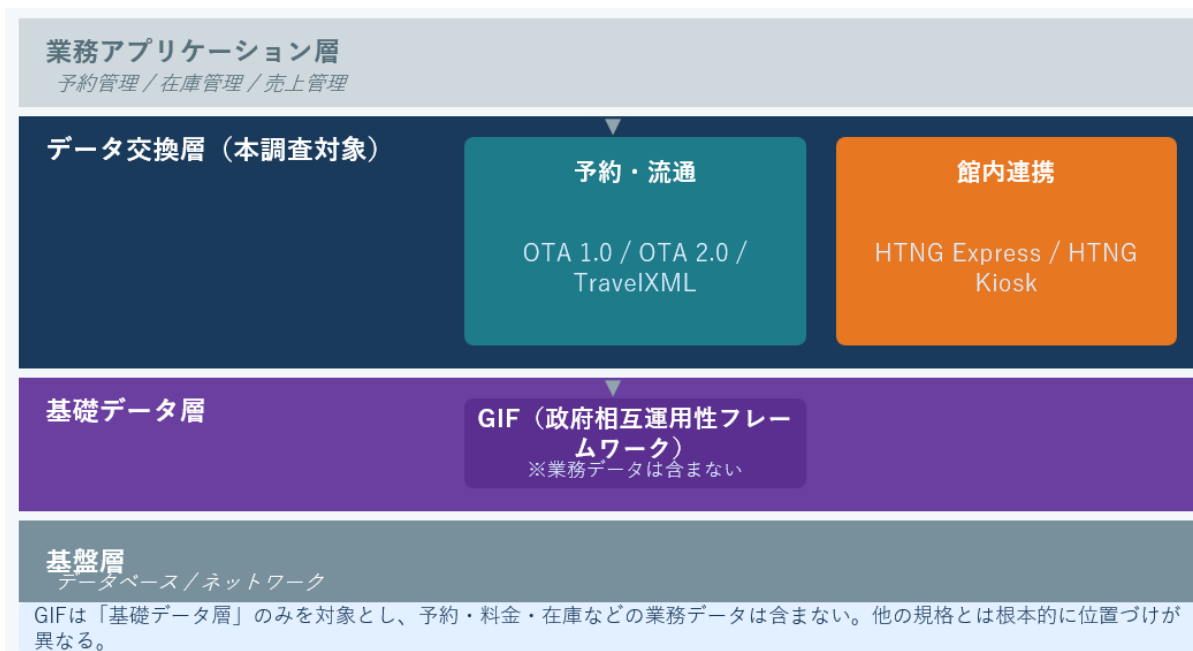 業務アプリケーション層
予約管理 / 在庫管理 / 売上管理
データ交換層（本調査対象）
予約・流通
OTA 1.0 / OTA 2.0 /
TravelXML
館内連携
HTNG Express / HTNG
Kiosk
基礎データ層
GIF（政府相互運用性フレー
ムワーク）
※業務データは含まない
基盤層
データベース / ネットワーク
GIFは「基礎データ層」のみを対象とし、予約・料金・在庫などの業務データは含まない。他の規格とは根本的に位置づけが
異なる。